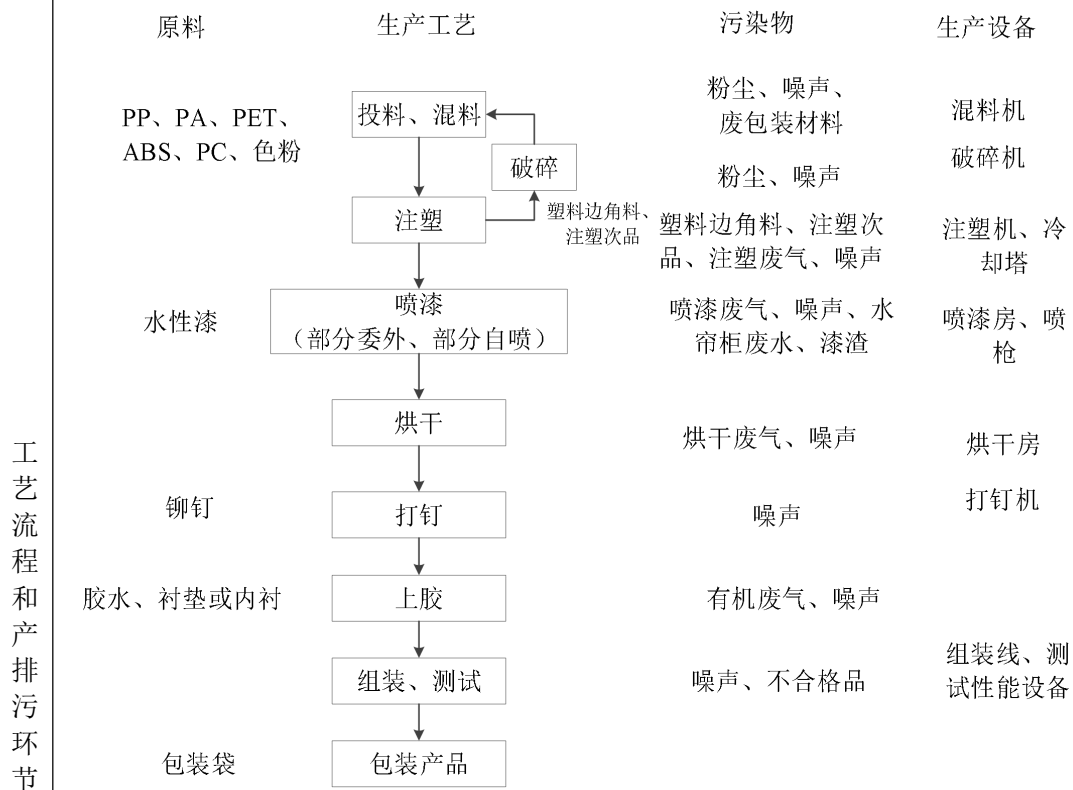 原料 生产工艺 污染物 生产设备
PP、PA、PET、
ABS、PC、色粉
投料、混料
粉尘、噪声、
废包装材料
混料机
破碎
粉尘、噪声
破碎机
注塑
塑料边角料、
注塑次品
塑料边角料、注塑次
品、注塑废气、噪声
注塑机、冷
却塔
水性漆
喷漆
（部分委外、部分自喷）
喷漆废气、噪声、水
帘柜废水、漆渣
喷漆房、喷
枪
烘干
烘干废气、噪声
烘干房
铆钉
打钉
噪声
打钉机
胶水、衬垫或内衬
上胶
有机废气、噪声
组装、测试
噪声、不合格品
组装线、测
试性能设备
包装袋
包装产品
工
艺
流
程
和
产
排
污
环
节